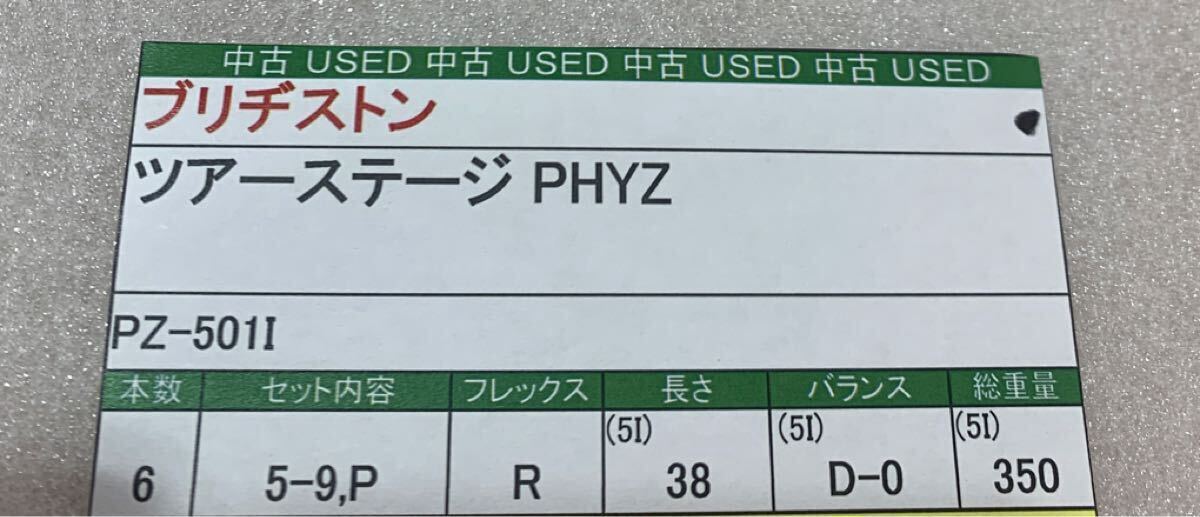 中古 USED 中古 USED 中古 USED 中古 USED
ブリヂストン
ツアーステージ PHYZ
PZ-501I
本数 セット内容 フレックス 長さ バランス 総重量
(5I) (5I) (5I)
6 5-9,P R 38 D-0 350